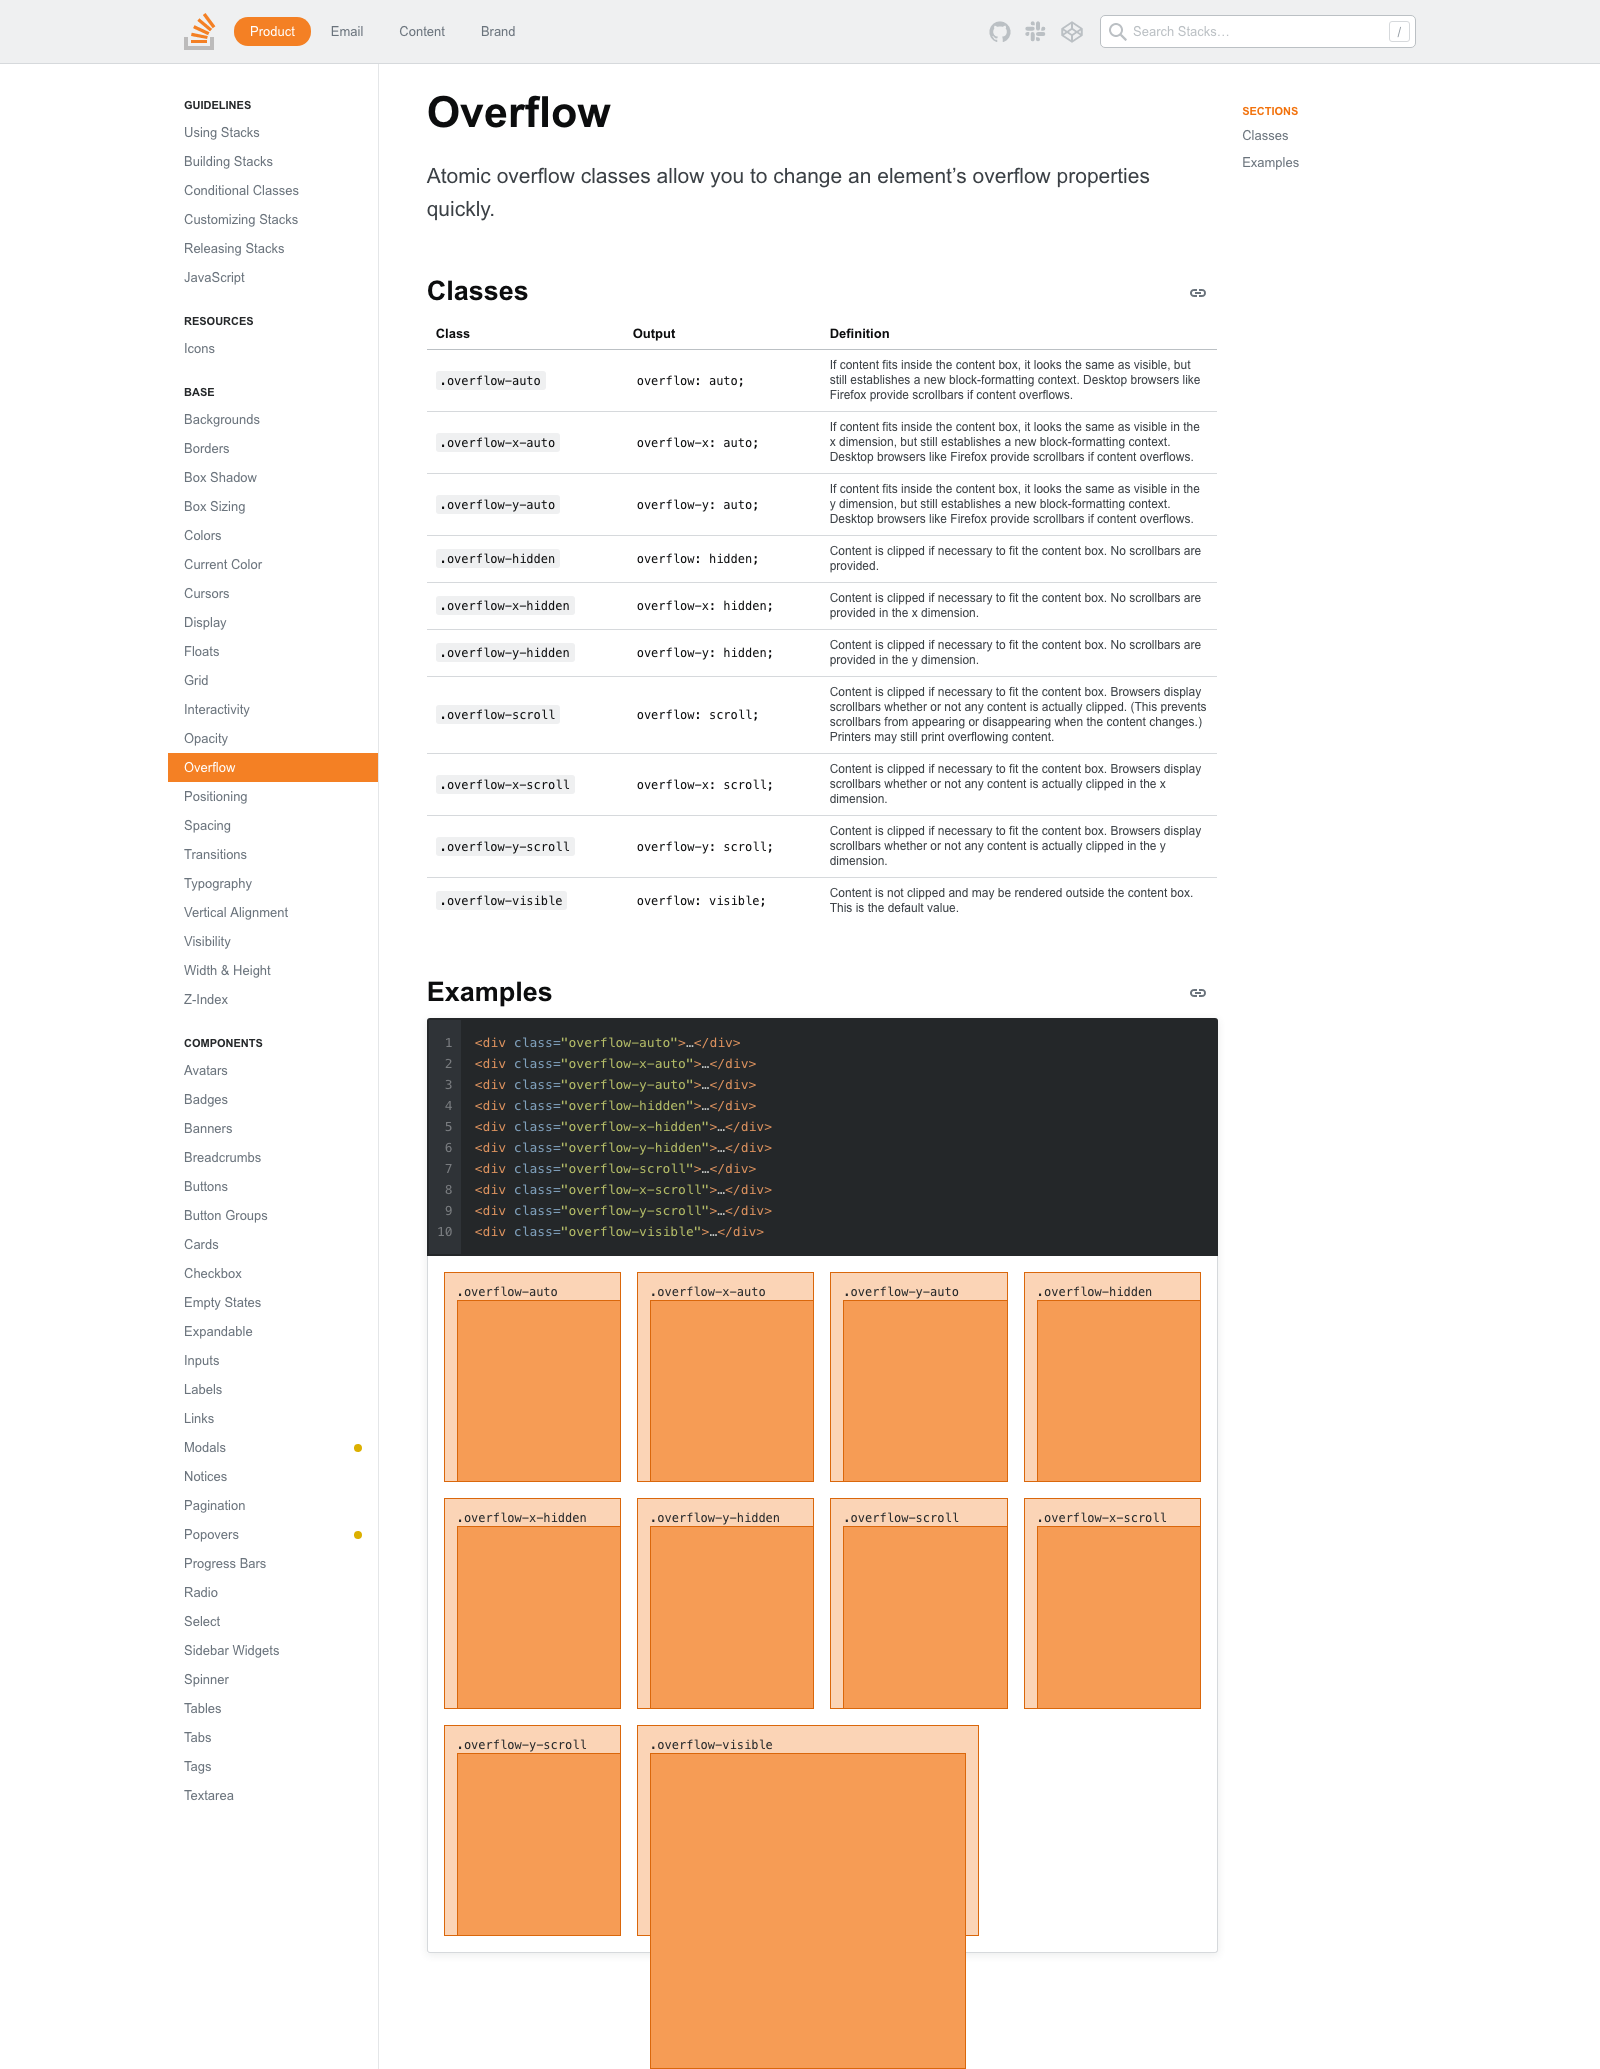 Product
Email
Content
Brand
Search Stacks…
/
GUIDELINES
Using Stacks
Building Stacks
Conditional Classes
Customizing Stacks
Releasing Stacks
JavaScript
RESOURCES
Icons
BASE
Backgrounds
Borders
Box Shadow
Box Sizing
Colors
Current Color
Cursors
Display
Floats
Grid
Interactivity
Opacity
Overflow
Positioning
Spacing
Transitions
Typography
Vertical Alignment
Visibility
Width & Height
Z-Index
COMPONENTS
Avatars
Badges
Banners
Breadcrumbs
Buttons
Button Groups
Cards
Checkbox
Empty States
Expandable
Inputs
Labels
Links
Modals
Notices
Pagination
Popovers
Progress Bars
Radio
Select
Sidebar Widgets
Spinner
Tables
Tabs
Tags
Textarea
Overflow
Atomic overflow classes allow you to change an element’s overflow properties
quickly.
Classes
Class Output Definition
.overflow-auto overflow: auto; If content fits inside the content box, it looks the same as visible, but
still establishes a new block-formatting context. Desktop browsers like
Firefox provide scrollbars if content overflows.
.overflow-x-auto overflow-x: auto; If content fits inside the content box, it looks the same as visible in the
x dimension, but still establishes a new block-formatting context.
Desktop browsers like Firefox provide scrollbars if content overflows.
.overflow-y-auto overflow-y: auto; If content fits inside the content box, it looks the same as visible in the
y dimension, but still establishes a new block-formatting context.
Desktop browsers like Firefox provide scrollbars if content overflows.
.overflow-hidden overflow: hidden; Content is clipped if necessary to fit the content box. No scrollbars are
provided.
.overflow-x-hidden overflow-x: hidden; Content is clipped if necessary to fit the content box. No scrollbars are
provided in the x dimension.
.overflow-y-hidden overflow-y: hidden; Content is clipped if necessary to fit the content box. No scrollbars are
provided in the y dimension.
.overflow-scroll overflow: scroll; Content is clipped if necessary to fit the content box. Browsers display
scrollbars whether or not any content is actually clipped. (This prevents
scrollbars from appearing or disappearing when the content changes.)
Printers may still print overflowing content.
.overflow-x-scroll overflow-x: scroll; Content is clipped if necessary to fit the content box. Browsers display
scrollbars whether or not any content is actually clipped in the x
dimension.
.overflow-y-scroll overflow-y: scroll; Content is clipped if necessary to fit the content box. Browsers display
scrollbars whether or not any content is actually clipped in the y
dimension.
.overflow-visible overflow: visible; Content is not clipped and may be rendered outside the content box.
This is the default value.
Examples
1 <div class="overflow-auto">…</div>
2 <div class="overflow-x-auto">…</div>
3 <div class="overflow-y-auto">…</div>
4 <div class="overflow-hidden">…</div>
5 <div class="overflow-x-hidden">…</div>
6 <div class="overflow-y-hidden">…</div>
7 <div class="overflow-scroll">…</div>
8 <div class="overflow-x-scroll">…</div>
9 <div class="overflow-y-scroll">…</div>
10 <div class="overflow-visible">…</div>
.overflow-auto .overflow-x-auto .overflow-y-auto .overflow-hidden
.overflow-x-hidden .overflow-y-hidden .overflow-scroll .overflow-x-scroll
.overflow-y-scroll .overflow-visible
SECTIONS
Classes
Examples